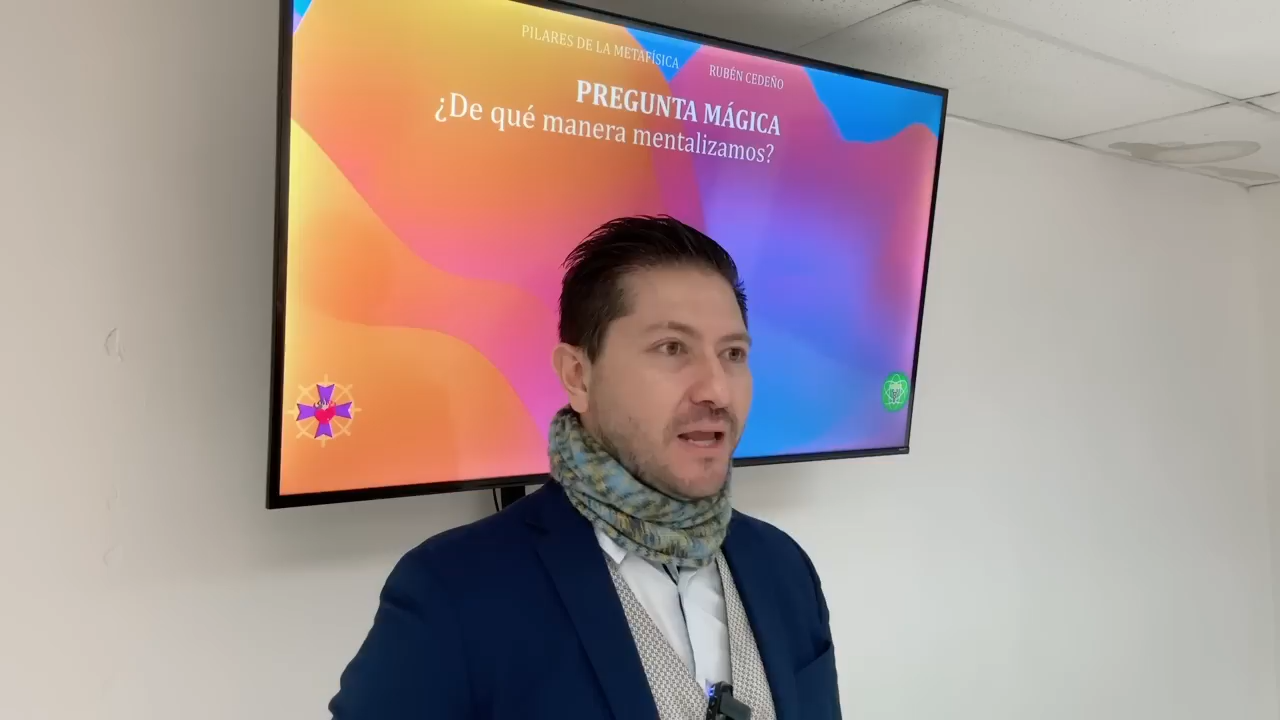 PILARES DE LA METAFÍSICA RUBÉN CEDEÑO
PREGUNTA MÁGICA
¿De qué manera mentalizamos?